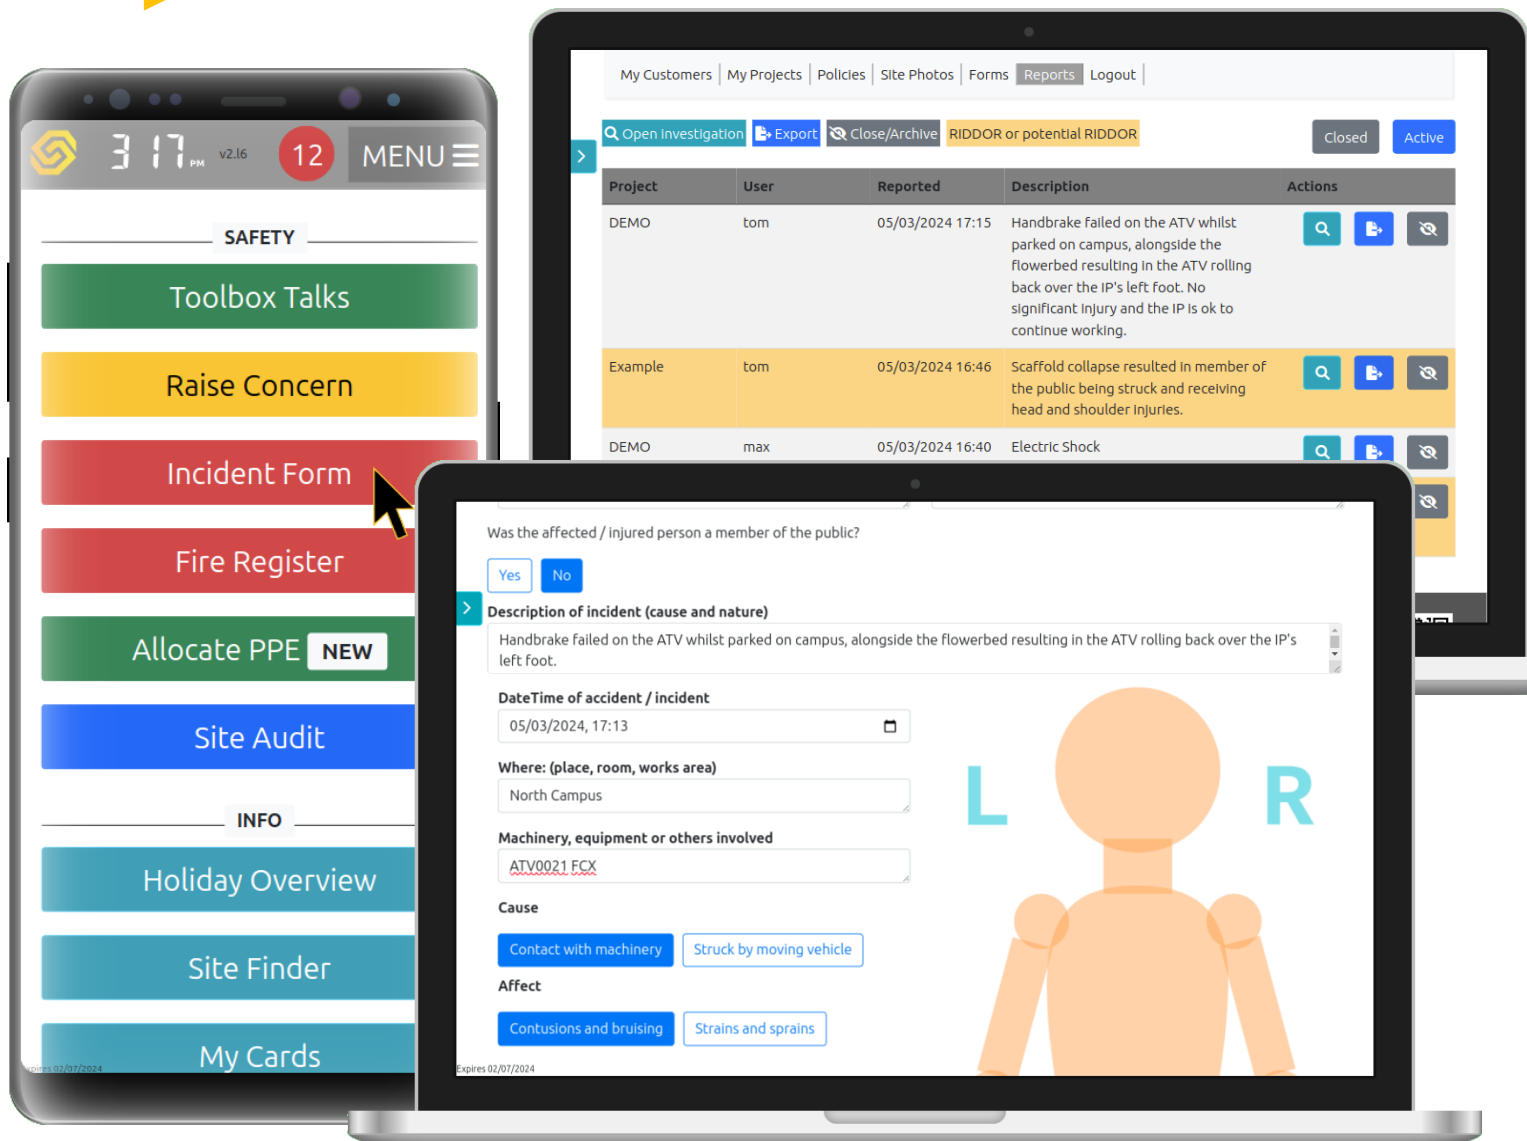 3 17 PM v2.16 12 MENU
SAFETY
Toolbox Talks
Raise Concern
Incident Form
Fire Register
Allocate PPE NEW
Site Audit
INFO
Holiday Overview
Site Finder
My Cards
xpires 02/07/2024
My Customers My Projects Policies Site Photos Forms Reports Logout
Open Investigation Export Close/Archive RIDDOR or potential RIDDOR Closed Active
Project User Reported Description Actions
DEMO tom 05/03/2024 17:15 Handbrake failed on the ATV whilst
parked on campus, alongside the
flowerbed resulting in the ATV rolling
back over the IP's left foot. No
significant injury and the IP is ok to
continue working.
Example tom 05/03/2024 16:46 Scaffold collapse resulted in member of
the public being struck and receiving
head and shoulder injuries.
DEMO max 05/03/2024 16:40 Electric Shock
Was the affected / injured person a member of the public?
Yes No
Description of incident (cause and nature)
Handbrake failed on the ATV whilst parked on campus, alongside the flowerbed resulting in the ATV rolling back over the IP's
left foot.
DateTime of accident / incident
05/03/2024, 17:13
Where: (place, room, works area)
North Campus
Machinery, equipment or others involved
ATV0021 FCX
Cause
Contact with machinery Struck by moving vehicle
Affect
Contusions and bruising Strains and sprains
L R
Expires 02/07/2024